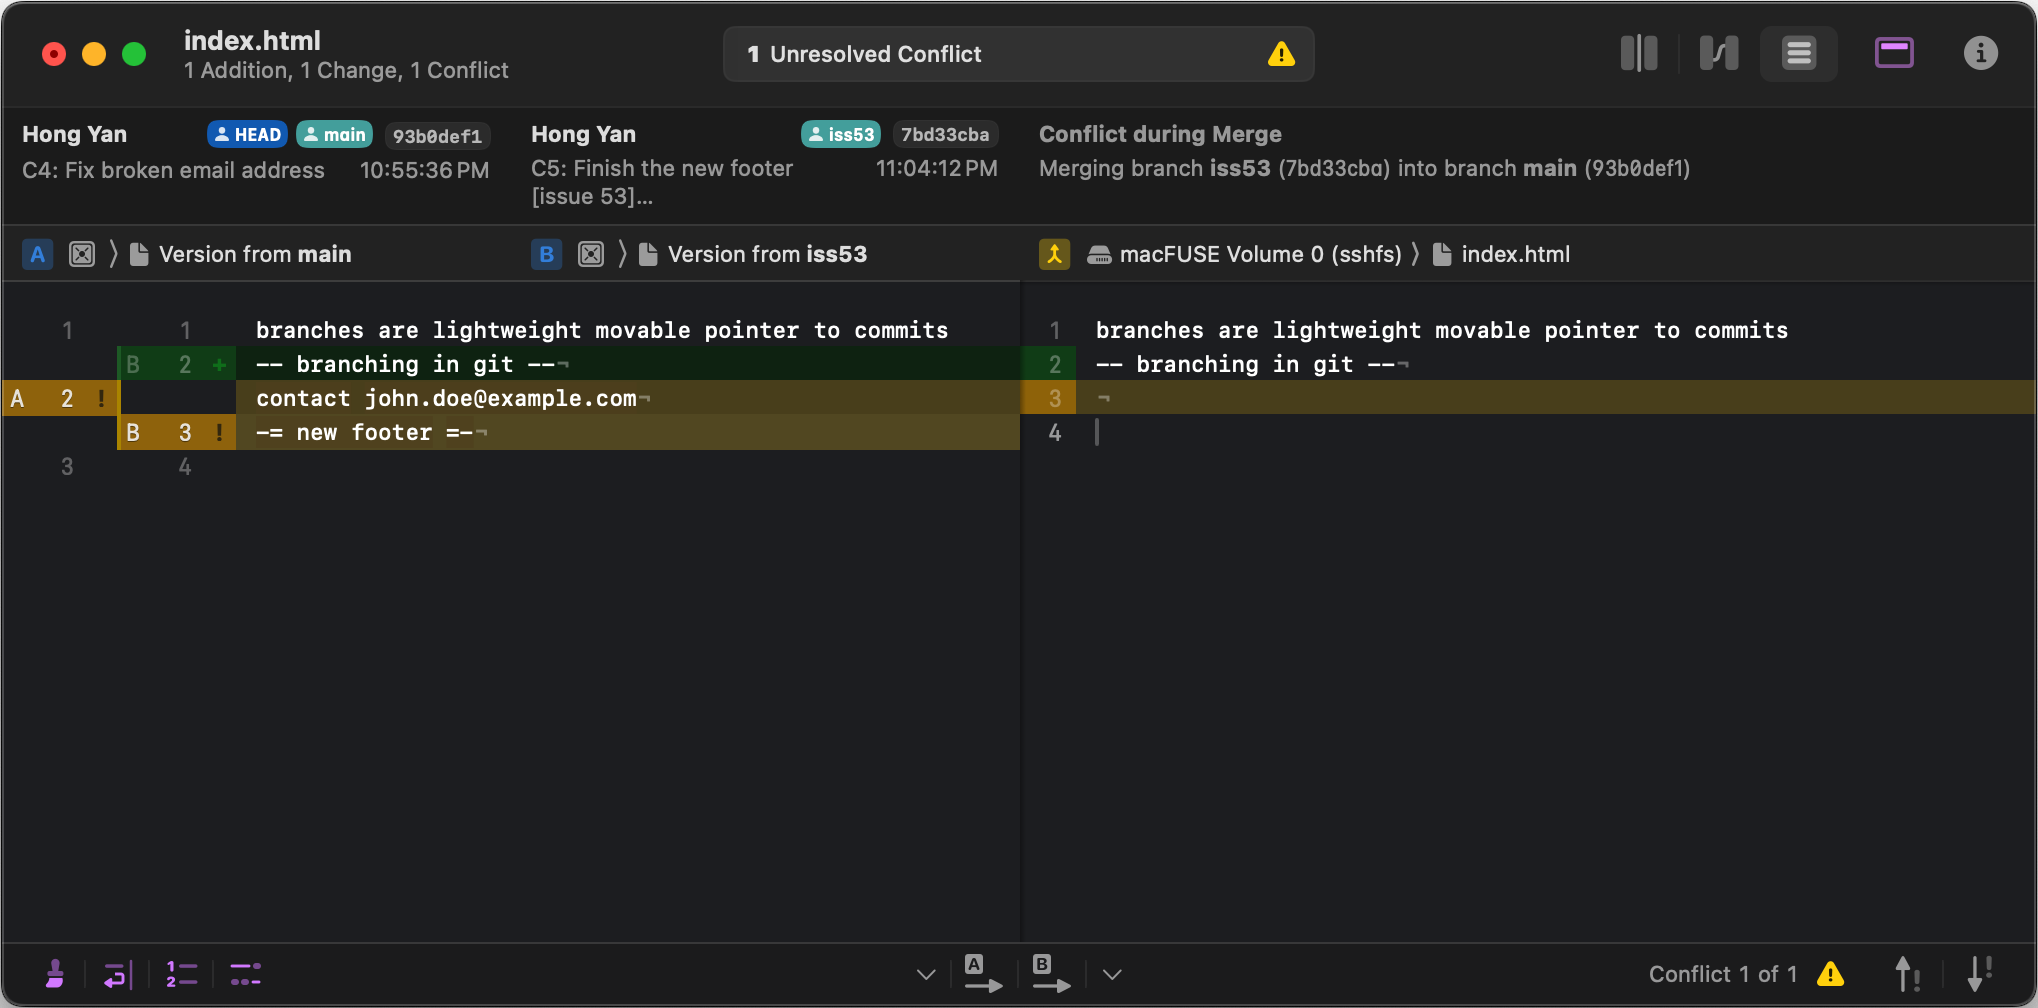 index.html
1 Addition, 1 Change, 1 Conflict
1 Unresolved Conflict
Hong Yan HEAD main 93b0def1
C4: Fix broken email address 10:55:36 PM
Hong Yan iss53 7bd33cba
C5: Finish the new footer 11:04:12 PM
[issue 53]...
Conflict during Merge
Merging branch iss53 (7bd33cba) into branch main (93b0def1)
A Version from main
B Version from iss53
macFUSE Volume 0 (sshfs) index.html
1 1 branches are lightweight movable pointer to commits
B 2 + -- branching in git --¬
A 2 ! contact john.doe@example.com¬
B 3 ! -= new footer =-¬
3 4
1 branches are lightweight movable pointer to commits
2 -- branching in git --¬
3 ¬
4
1
2
A
B
Conflict 1 of 1